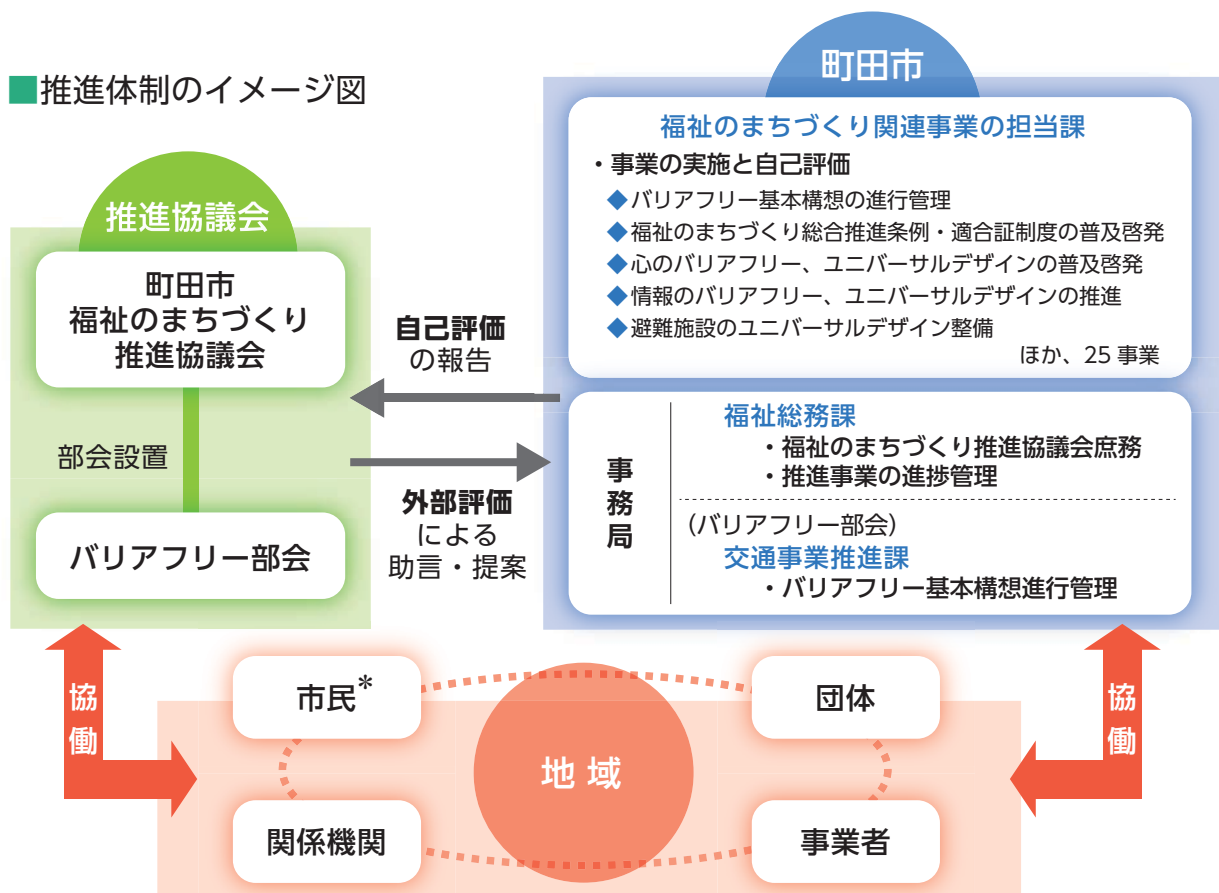 ■推進体制のイメージ図
推進協議会
町田市
福祉のまちづくり
推進協議会
部会設置
バリアフリー部会
自己評価
の報告
外部評価
による
助言・提案
町田市
福祉のまちづくり関連事業の担当課
・事業の実施と自己評価
◆バリアフリー基本構想の進行管理
◆福祉のまちづくり総合推進条例・適合証制度の普及啓発
◆心のバリアフリー、ユニバーサルデザインの普及啓発
◆情報のバリアフリー、ユニバーサルデザインの推進
◆避難施設のユニバーサルデザイン整備
ほか、25 事業
事務局
福祉総務課
・福祉のまちづくり推進協議会庶務
・推進事業の進捗管理
(バリアフリー部会)
交通事業推進課
・バリアフリー基本構想進行管理
協働
協働
市民*
団体
地域
関係機関
事業者